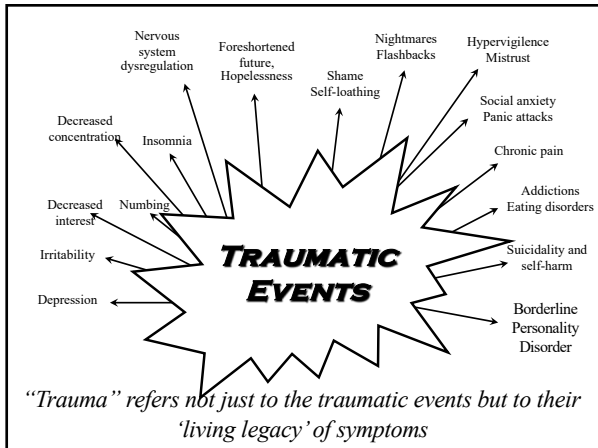 Nervous
system
dysregulation
Foreshortened
future,
Hopelessness
Shame
Self-loathing
Nightmares
Flashbacks
Hypervigilence
Mistrust
Decreased
concentration
Insomnia
Social anxiety
Panic attacks
Chronic pain
Decreased
interest
Numbing
Addictions
Eating disorders
Irritability
Suicidality and
self-harm
Depression
Borderline
Personality
Disorder
TRAUMATIC
EVENTS
“Trauma” refers not just to the traumatic events but to their
‘living legacy’ of symptoms